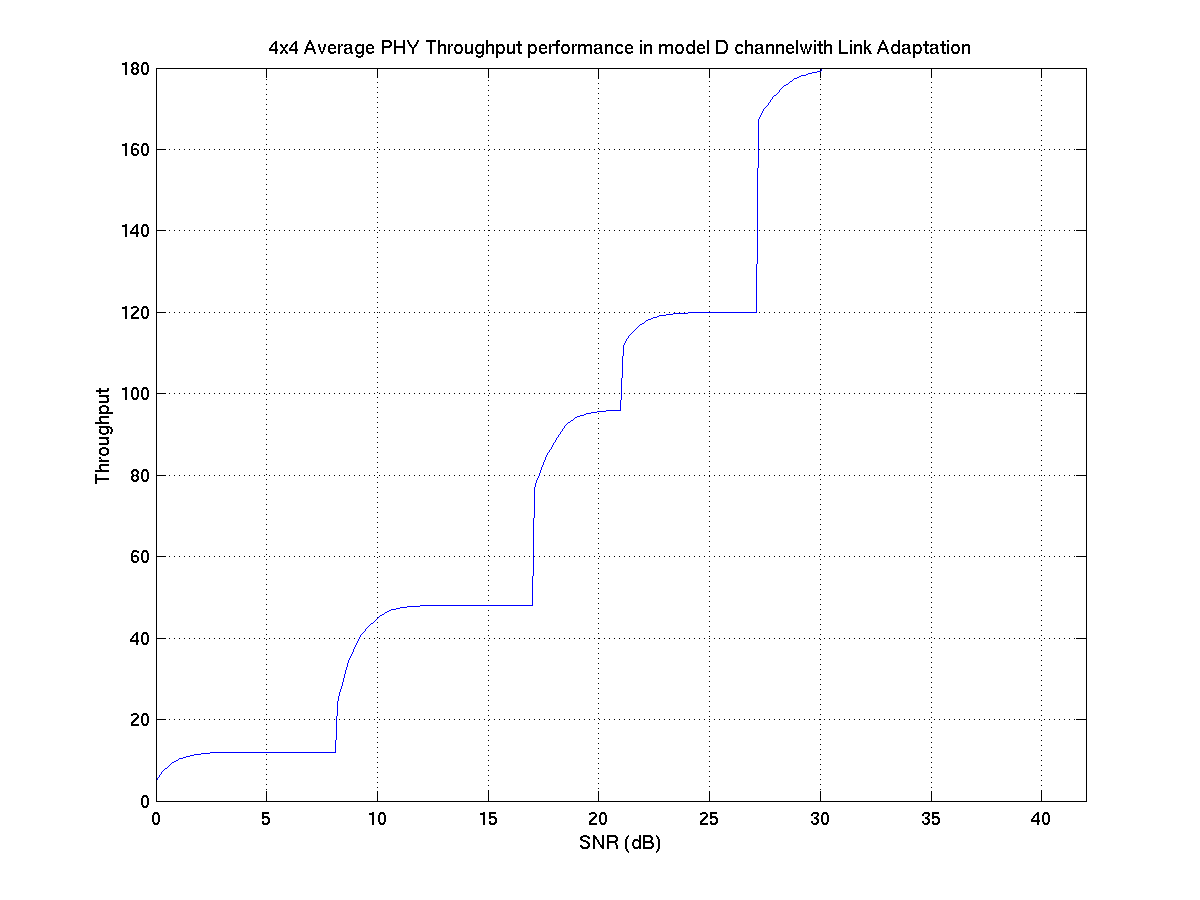 4x4 Average PHY Throughput performance in model D channelwith Link Adaptation
180
160
140
120
100
80
60
40
20
0
Throughput
0 5 10 15 20 25 30 35 40
SNR (dB)